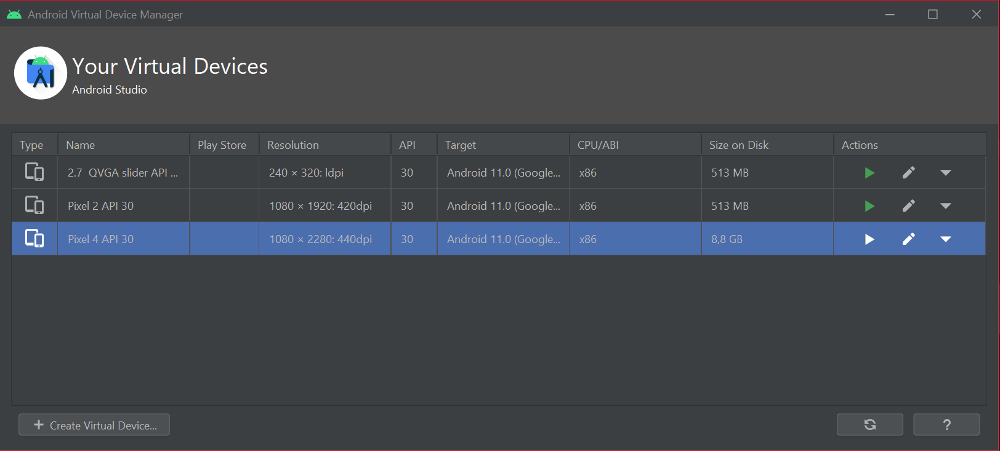 Android Virtual Device Manager
Your Virtual Devices
Android Studio
Type Name Play Store Resolution API Target CPU/ABI Size on Disk Actions
2.7 QVGA slider API ... 240 × 320: ldpi 30 Android 11.0 (Google... x86 513 MB
Pixel 2 API 30 1080 × 1920: 420dpi 30 Android 11.0 (Google... x86 513 MB
Pixel 4 API 30 1080 × 2280: 440dpi 30 Android 11.0 (Google... x86 8,8 GB
+ Create Virtual Device... ?